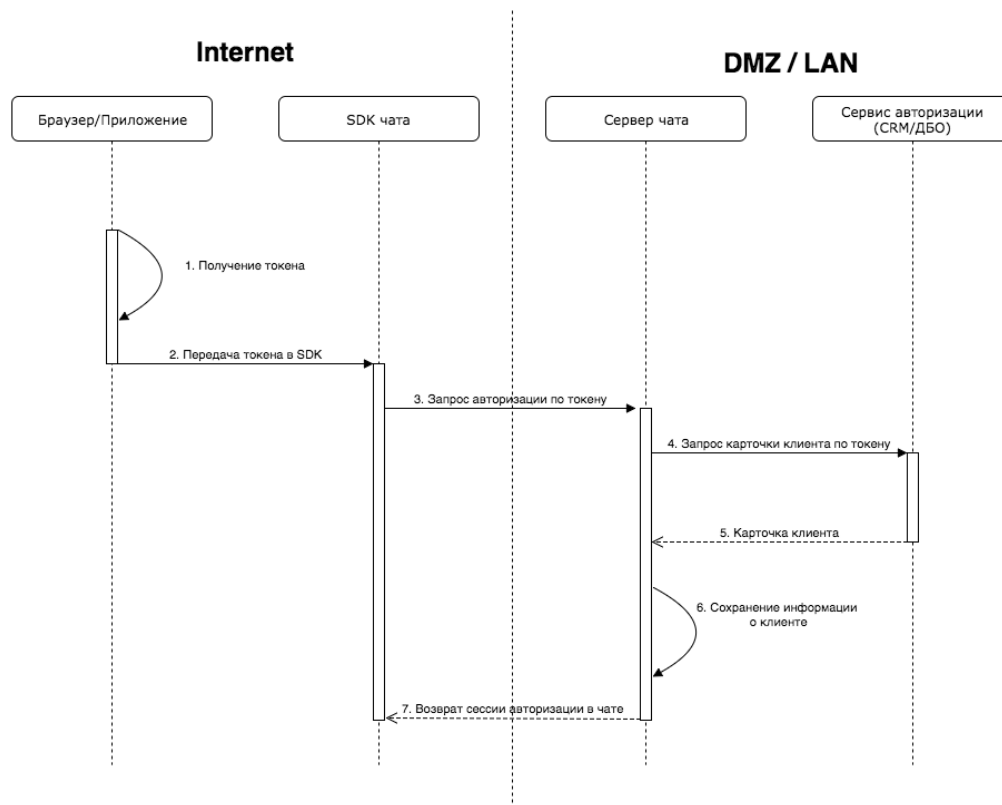 Internet
DMZ / LAN
Браузер/Приложение
SDK чата
Сервер чата
Сервис авторизации
(CRM/ДБО)
1. Получение токена
2. Передача токена в SDK
3. Запрос авторизации по токену
4. Запрос карточки клиента по токену
5. Карточка клиента
6. Сохранение информации
о клиенте
7. Возврат сессии авторизации в чате